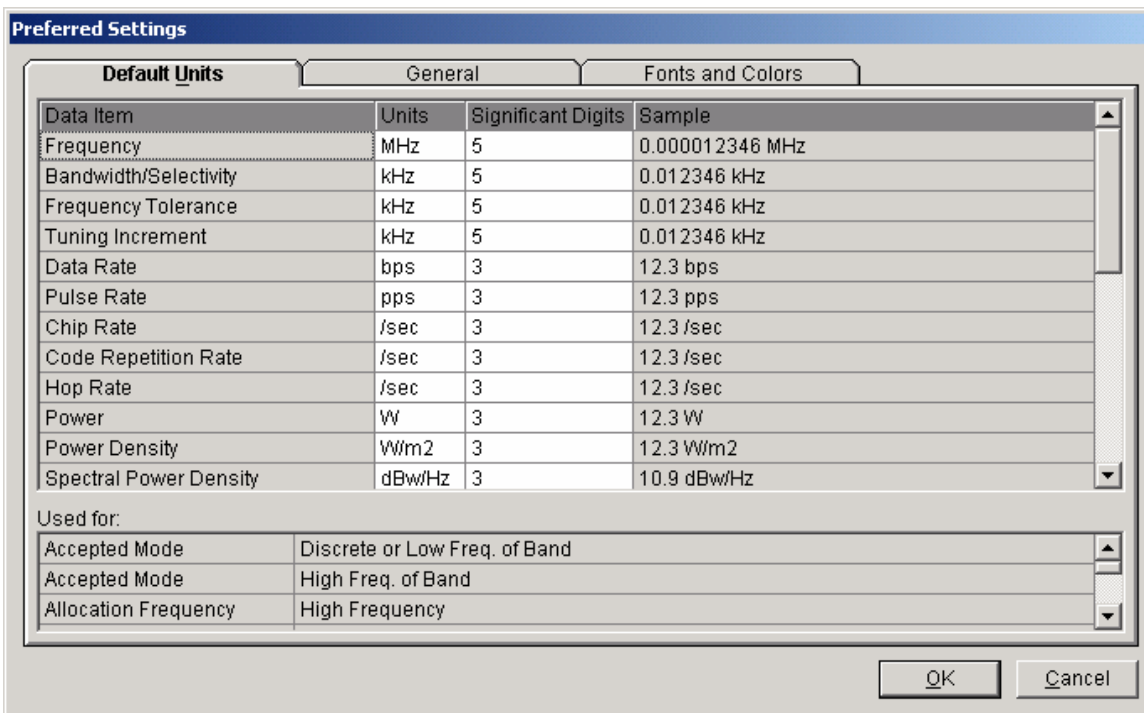 Preferred Settings
Default Units General Fonts and Colors
Data Item Units Significant Digits Sample
Frequency MHz 5 0.000012346 MHz
Bandwidth/Selectivity kHz 5 0.012346 kHz
Frequency Tolerance kHz 5 0.012346 kHz
Tuning Increment kHz 5 0.012346 kHz
Data Rate bps 3 12.3 bps
Pulse Rate pps 3 12.3 pps
Chip Rate /sec 3 12.3 /sec
Code Repetition Rate /sec 3 12.3 /sec
Hop Rate /sec 3 12.3 /sec
Power W 3 12.3 W
Power Density W/m2 3 12.3 W/m2
Spectral Power Density dBw/Hz 3 10.9 dBw/Hz
Used for:
Accepted Mode Discrete or Low Freq. of Band
Accepted Mode High Freq. of Band
Allocation Frequency High Frequency
OK Cancel